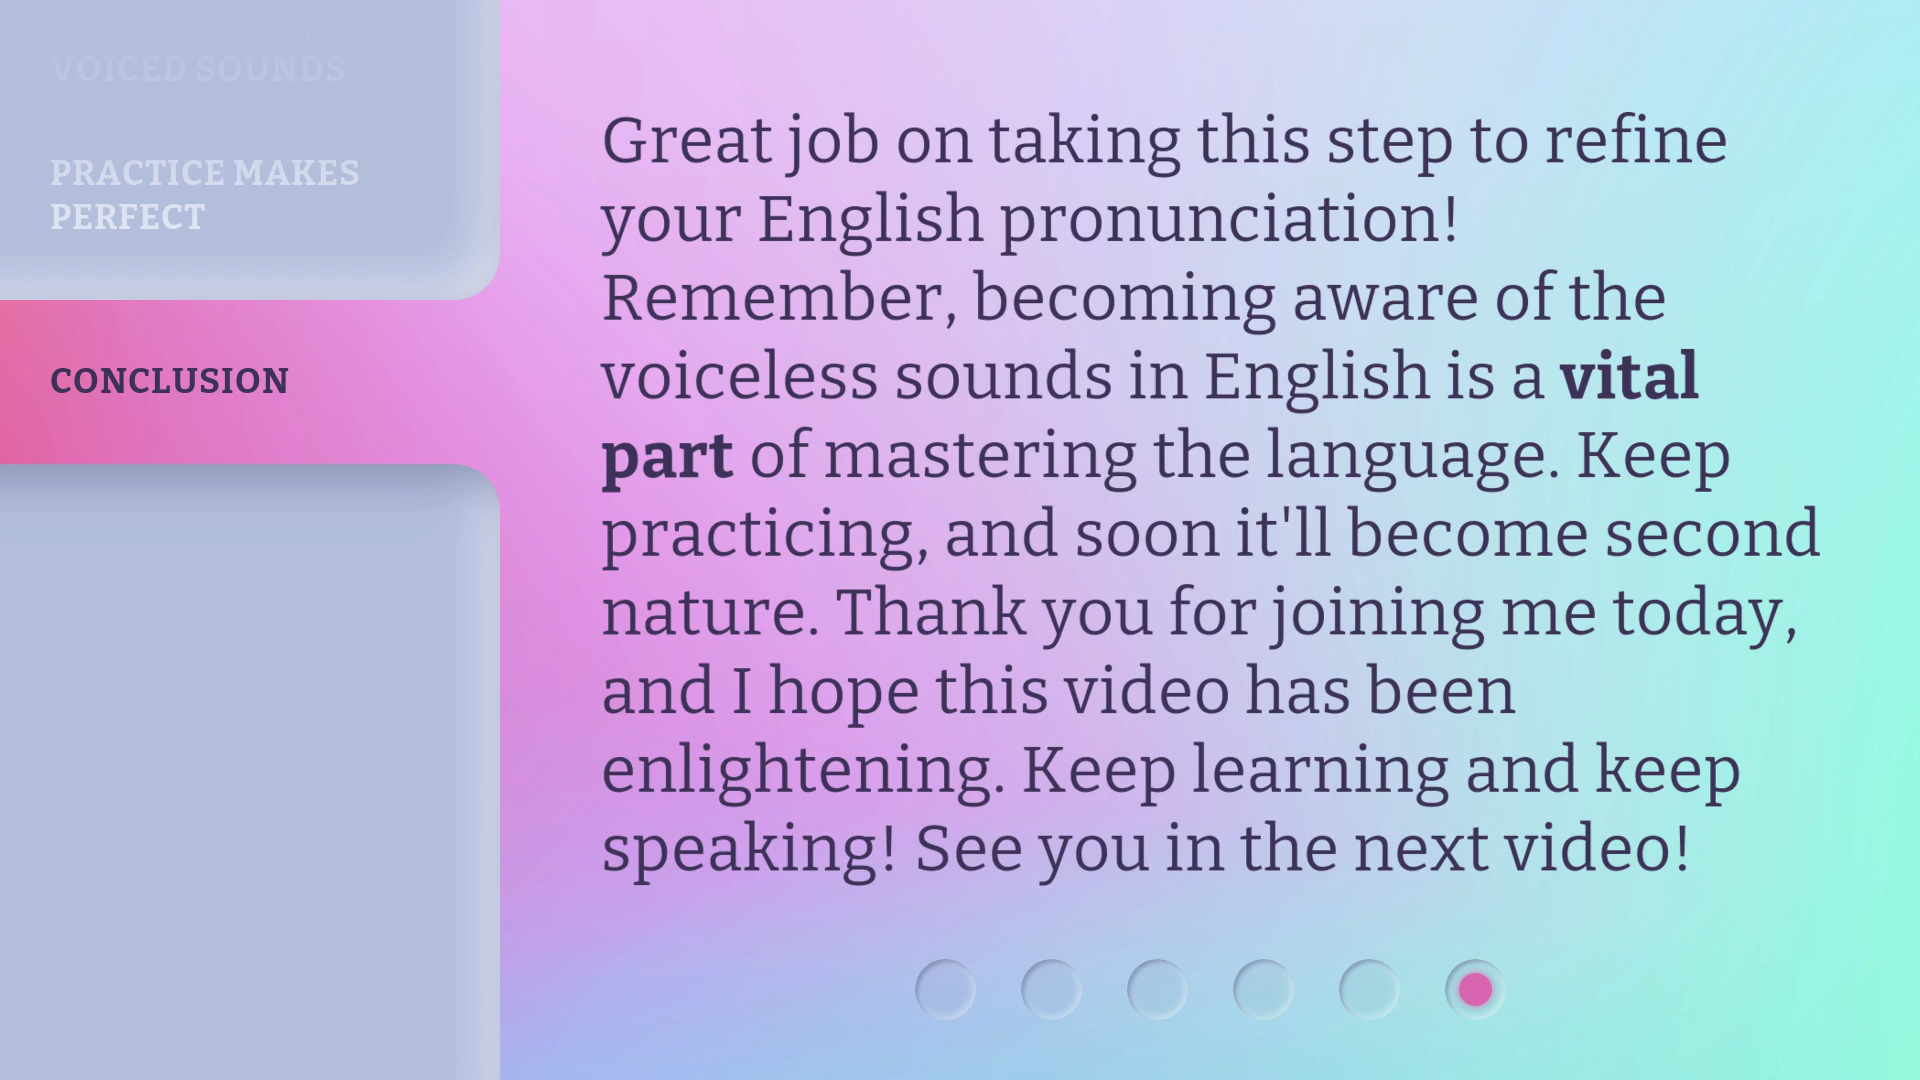 VOICED SOUNDS
PRACTICE MAKES
PERFECT
CONCLUSION
Great job on taking this step to refine
your English pronunciation!
Remember, becoming aware of the
voiceless sounds in English is a vital
part of mastering the language. Keep
practicing, and soon it'll become second
nature. Thank you for joining me today,
and I hope this video has been
enlightening. Keep learning and keep
speaking! See you in the next video!